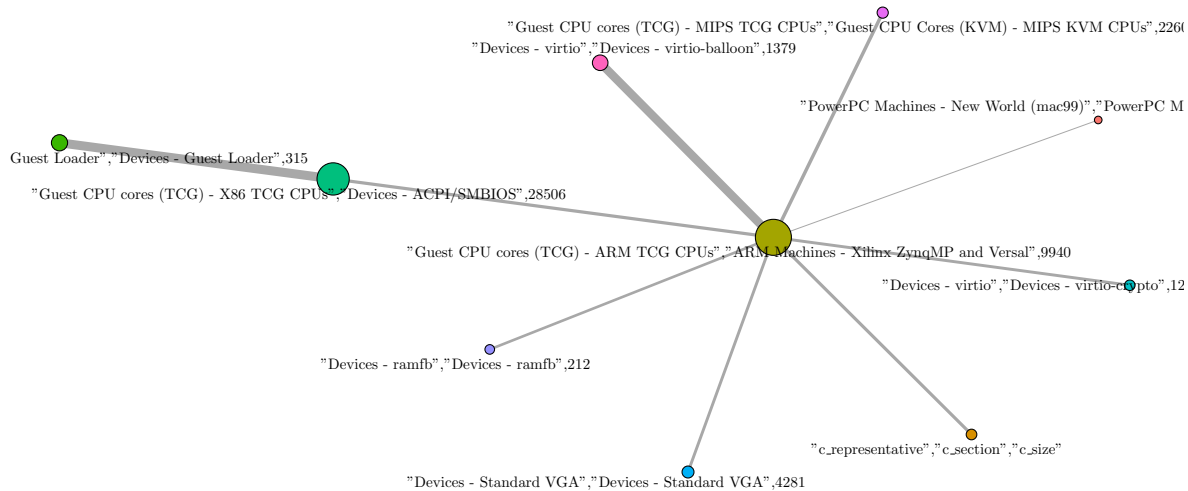 "Guest CPU cores (TCG) - MIPS TCG CPUs","Guest CPU Cores (KVM) - MIPS KVM CPUs",2260
"Devices - virtio","Devices - virtio-balloon",1379
"PowerPC Machines - New World (mac99)","PowerPC M
Guest Loader","Devices - Guest Loader",315
"Guest CPU cores (TCG) - X86 TCG CPUs","Devices - ACPI/SMBIOS",28506
"Guest CPU cores (TCG) - ARM TCG CPUs","ARM Machines - Xilinx ZynqMP and Versal",9940
"Devices - virtio","Devices - virtio-crypto",12
"Devices - ramfb","Devices - ramfb",212
"c_representative","c_section","c_size"
"Devices - Standard VGA","Devices - Standard VGA",4281